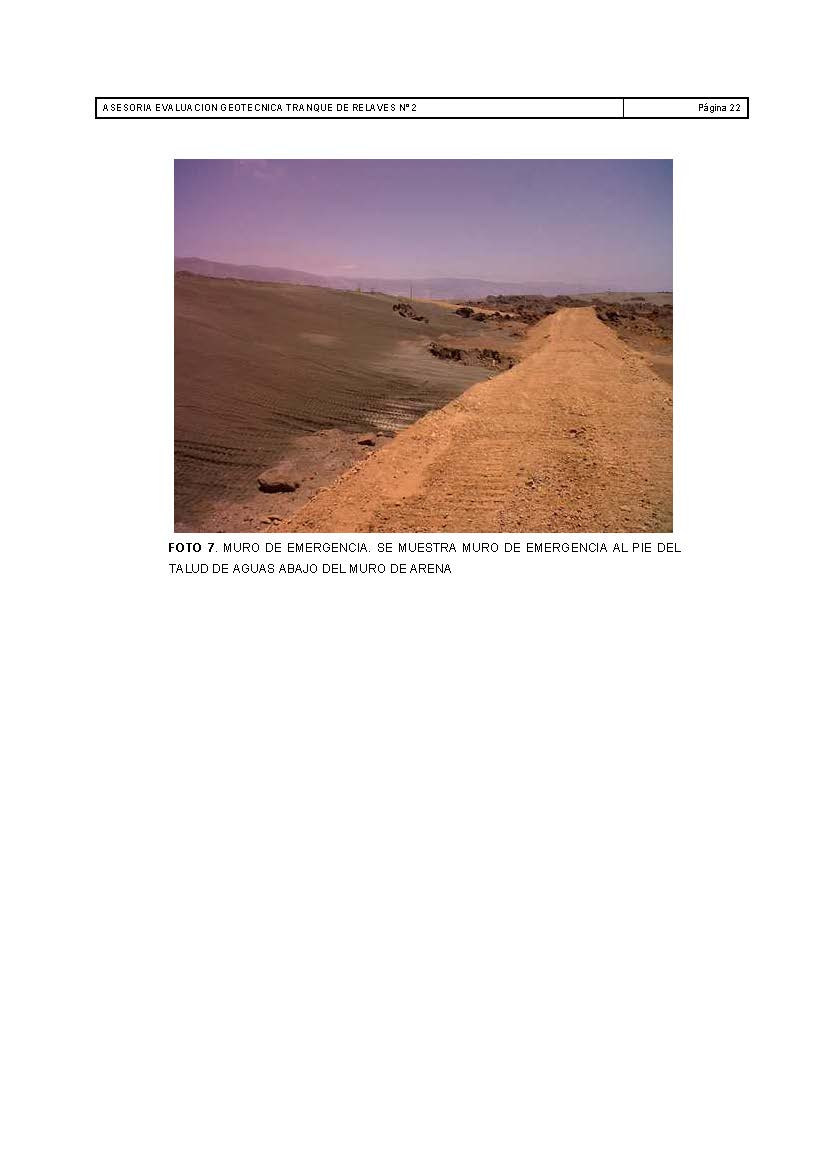 ASESORIA EVALUACION GEOTECNICA TRANQUE DE RELAVES Nº2
Página 22
FOTO 7. MURO DE EMERGENCIA. SE MUESTRA MURO DE EMERGENCIA AL PIE DEL
TALUD DE AGUAS ABAJO DEL MURO DE ARENA